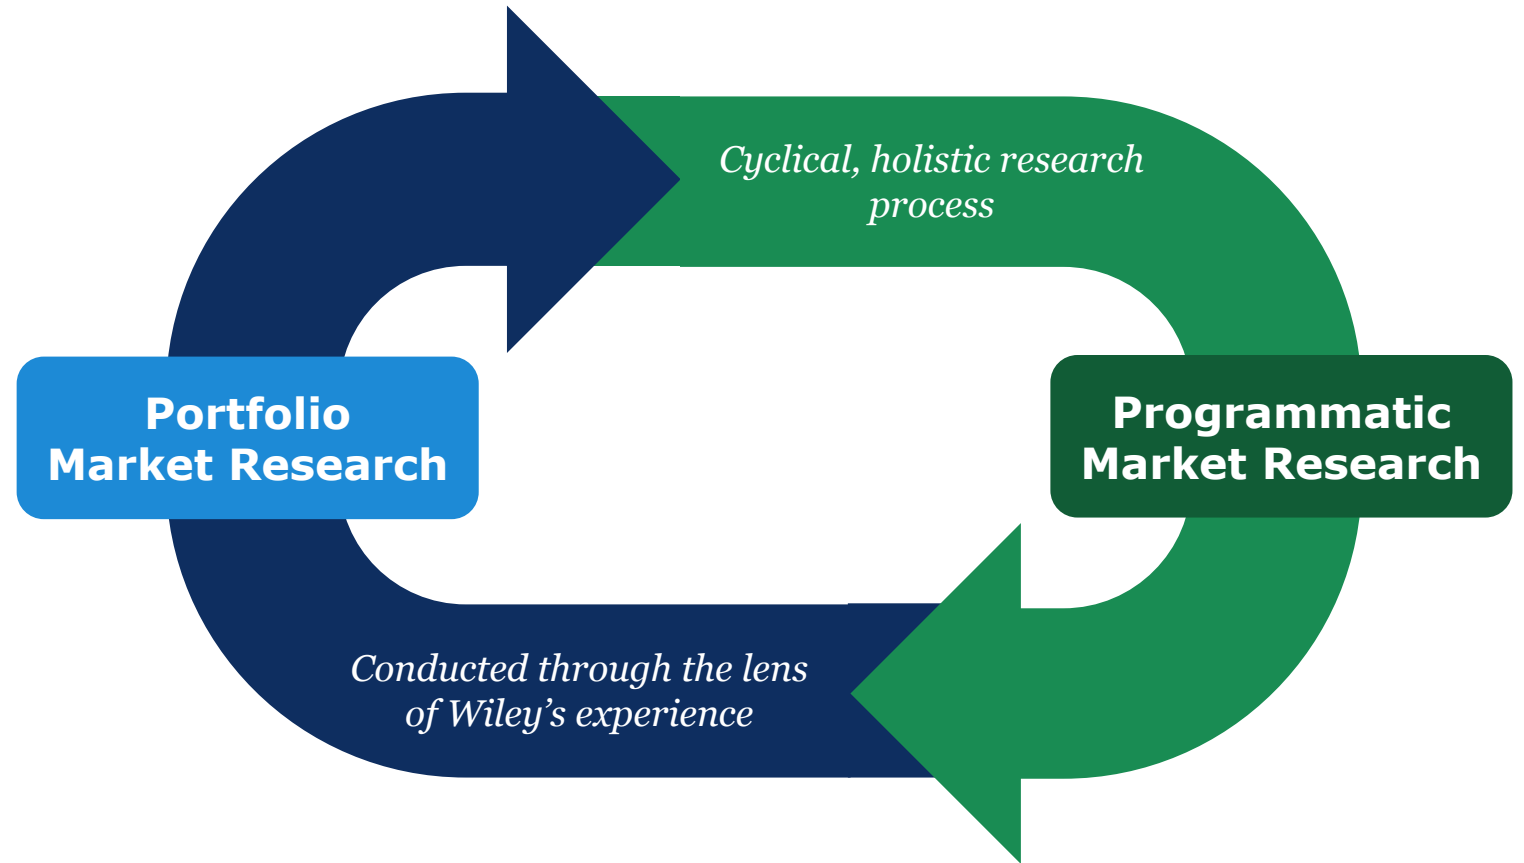 Cyclical, holistic research
process
Portfolio
Market Research
Programmatic
Market Research
Conducted through the lens
of Wiley’s experience